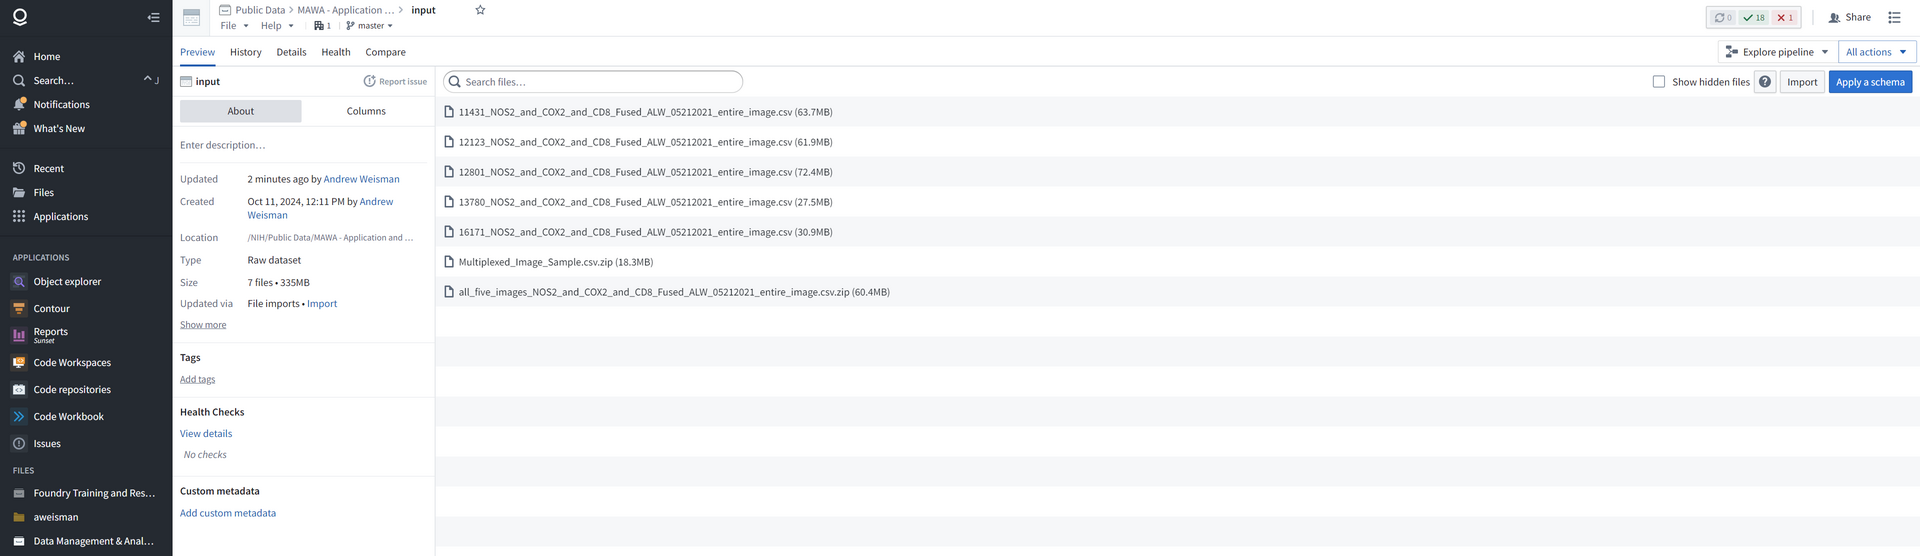 Public Data > MAWA - Application ... > input
File Help 1 master
0 18 1
Share
Home
Search... ^ J
Notifications
What's New
Recent
Files
Applications
APPLICATIONS
Object explorer
Contour
Reports
Sunset
Code Workspaces
Code repositories
Code Workbook
Issues
FILES
Foundry Training and Res...
aweisman
Data Management & Anal...
Preview History Details Health Compare
Explore pipeline All actions
input
Report issue
About Columns
Enter description...
Updated 2 minutes ago by Andrew Weisman
Created Oct 11, 2024, 12:11 PM by Andrew
Weisman
Location /NIH/Public Data/MAWA - Application and ...
Type Raw dataset
Size 7 files • 335MB
Updated via File imports • Import
Show more
Tags
Add tags
Health Checks
View details
No checks
Custom metadata
Add custom metadata
Search files...
Show hidden files ? Import Apply a schema
11431_NOS2_and_COX2_and_CD8_Fused_ALW_05212021_entire_image.csv (63.7MB)
12123_NOS2_and_COX2_and_CD8_Fused_ALW_05212021_entire_image.csv (61.9MB)
12801_NOS2_and_COX2_and_CD8_Fused_ALW_05212021_entire_image.csv (72.4MB)
13780_NOS2_and_COX2_and_CD8_Fused_ALW_05212021_entire_image.csv (27.5MB)
16171_NOS2_and_COX2_and_CD8_Fused_ALW_05212021_entire_image.csv (30.9MB)
Multiplexed_Image_Sample.csv.zip (18.3MB)
all_five_images_NOS2_and_COX2_and_CD8_Fused_ALW_05212021_entire_image.csv.zip (60.4MB)